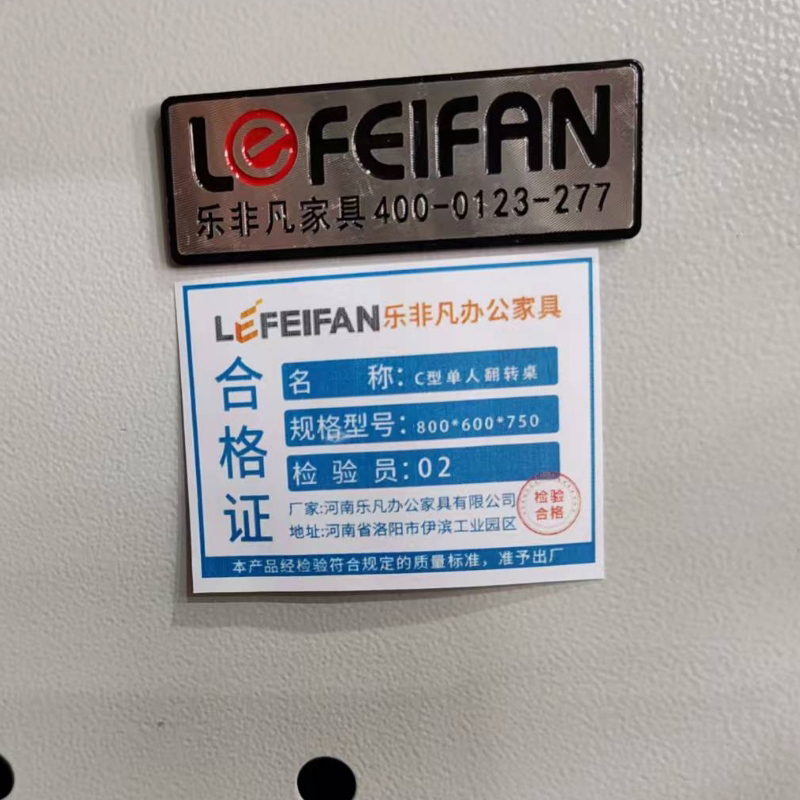 LeFEIFAN
乐非凡家具400-0123-277
LEFEIFAN乐非凡办公家具
合格证
名 称：C型单人翻转桌
规格型号：800*600*750
检 验 员：02
厂家:河南乐凡办公家具有限公司
地址:河南省洛阳市伊滨工业园区
检验
合格
本产品经检验符合规定的质量标准，准予出厂